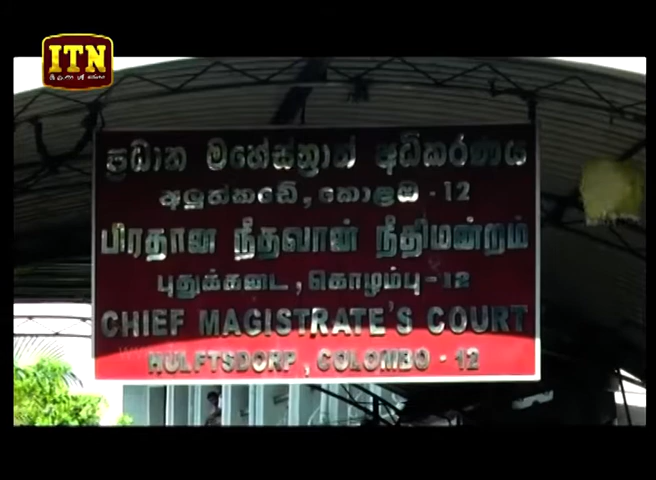 ITN
ප්‍රධාන මහේස්ත්‍රාත් අධිකරණය
අලුත්කඩේ, කොළඹ - 12
பிரதான நீதவான் நீதிமன்றம்
புதுக்கடை, கொழம்பு - 12
CHIEF MAGISTRATE'S COURT
HULFTSDORP, COLOMBO - 12